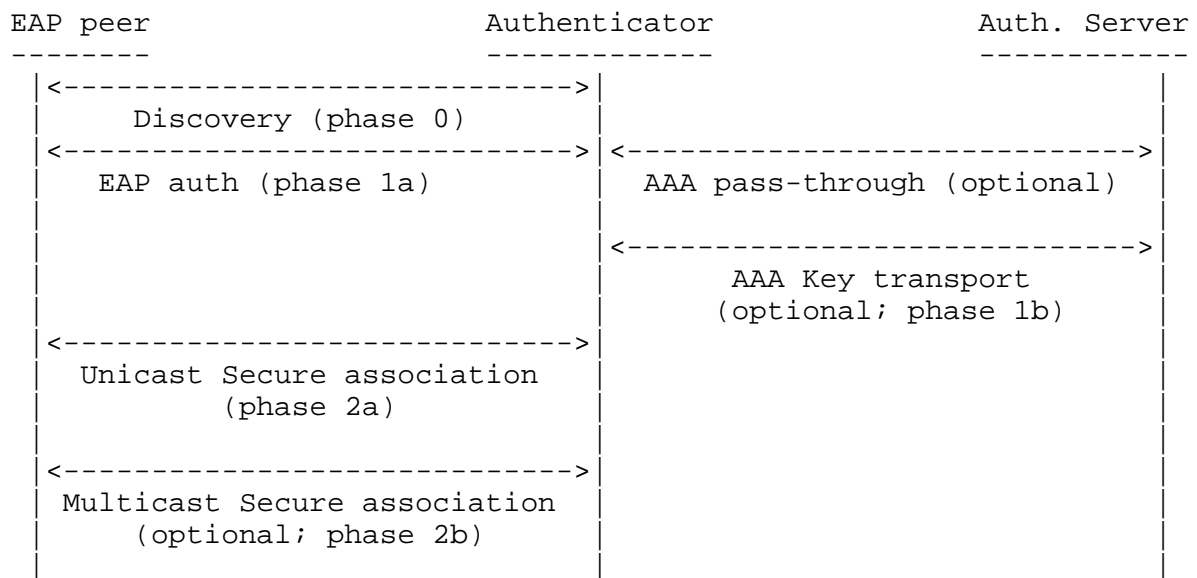 EAP peer Authenticator Auth. Server
Discovery (phase 0)
EAP auth (phase 1a) AAA pass-through (optional)
AAA Key transport
(optional; phase 1b)
Unicast Secure association
(phase 2a)
Multicast Secure association
(optional; phase 2b)